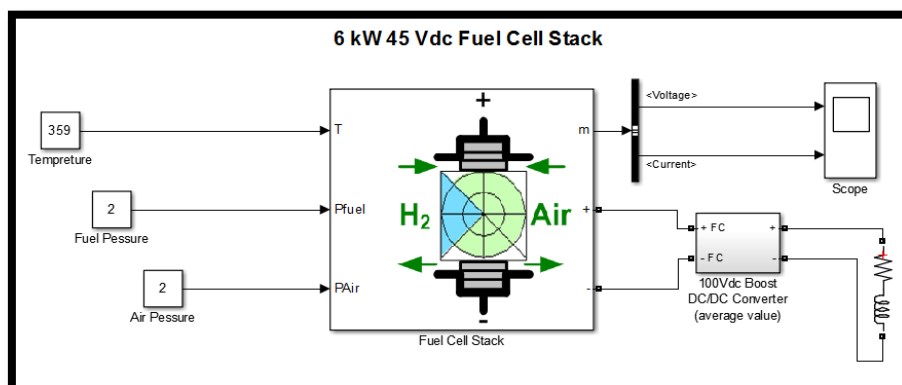 6 kW 45 Vdc Fuel Cell Stack
359
Tempreture
2
Fuel Pessure
2
Air Pessure
T
Pfuel
PAir
+
H2
Air
-
m
+
-
Fuel Cell Stack
<Voltage>
<Current>
Scope
+ FC
- FC
+
-
100Vdc Boost
DC/DC Converter
(average value)
+